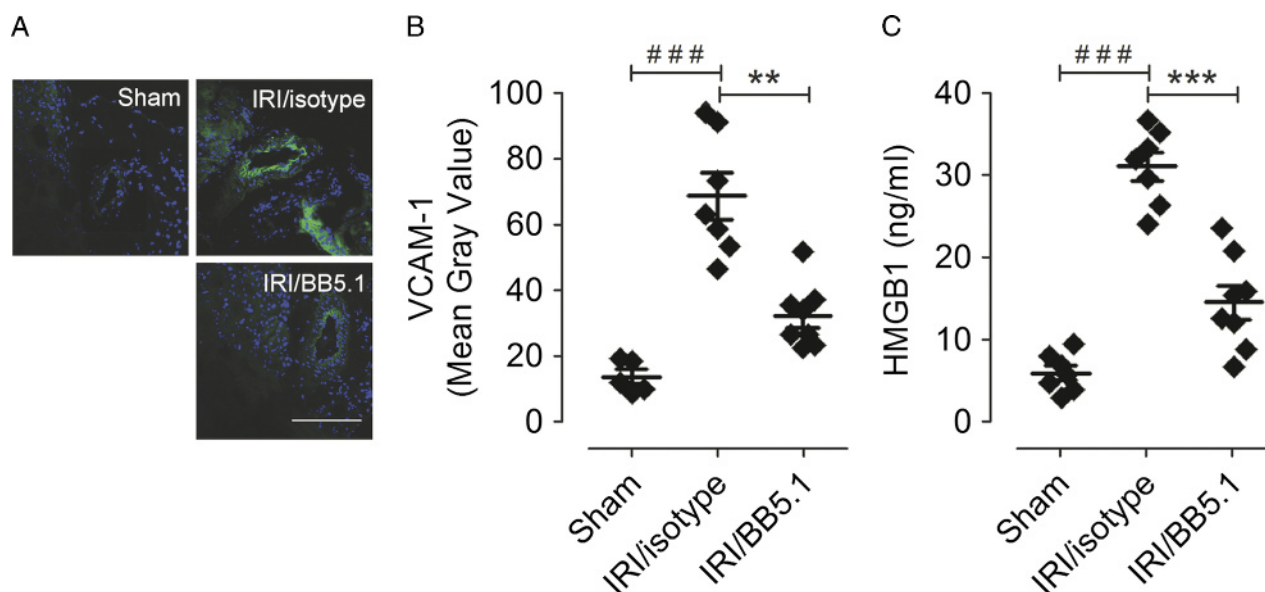 A
Sham
IRI/isotype
IRI/BB5.1
B
###
**
100
80
60
40
20
0
VCAM-1
(Mean Gray Value)
Sham
IRI/isotype
IRI/BB5.1
C
###
***
40
30
20
10
0
HMGB1 (ng/ml)
Sham
IRI/isotype
IRI/BB5.1